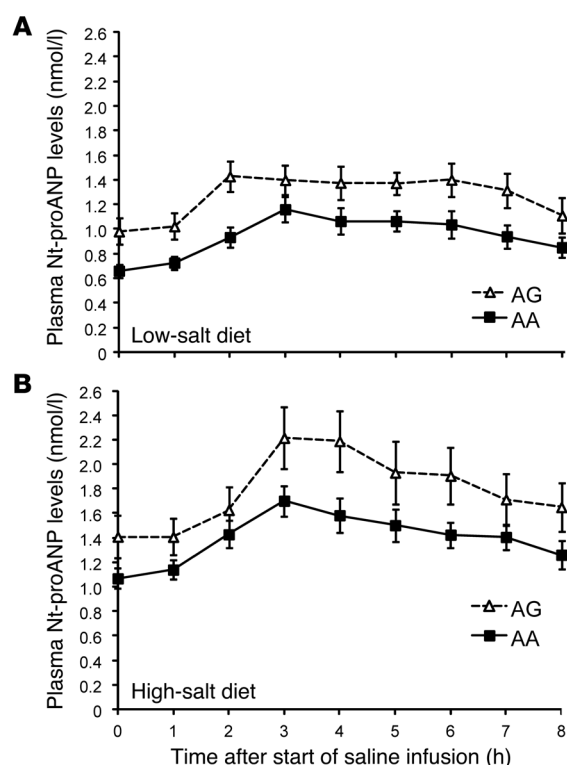 A
Plasma Nt-proANP levels (nmol/l)
2.6
2.4
2.2
2.0
1.8
1.6
1.4
1.2
1.0
0.8
0.6
0.4
0.2
0
AG
AA
Low-salt diet
B
Plasma Nt-proANP levels (nmol/l)
2.6
2.4
2.2
2.0
1.8
1.6
1.4
1.2
1.0
0.8
0.6
0.4
0.2
0
AG
AA
High-salt diet
0 1 2 3 4 5 6 7 8
Time after start of saline infusion (h)